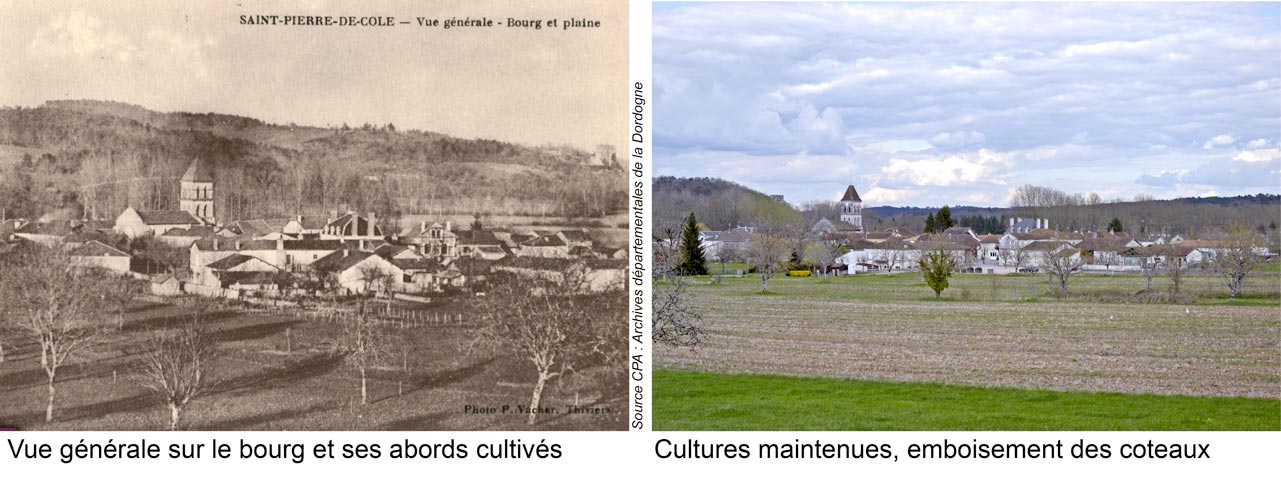 SAINT-PIERRE-DE-COLE — Vue générale - Bourg et plaine
Photo P. Vacher, Thiviers
Source CPA : Archives départementales de la Dordogne
Vue générale sur le bourg et ses abords cultivés
Cultures maintenues, emboisement des coteaux